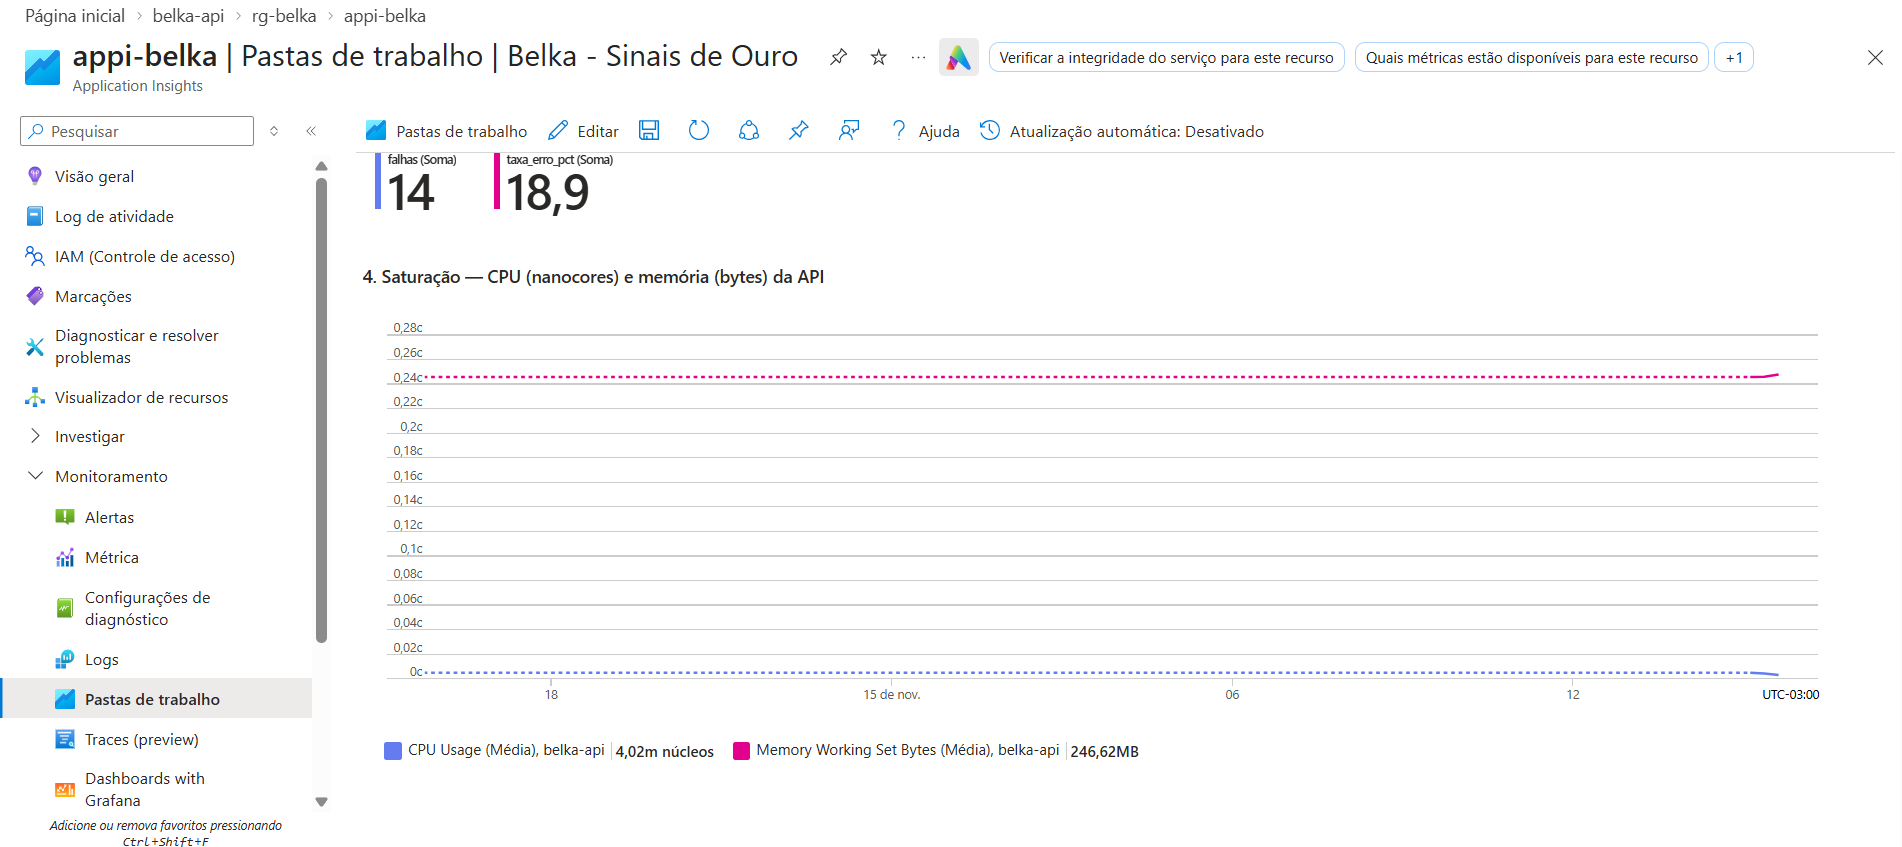 Página inicial > belka-api > rg-belka > appi-belka
appi-belka | Pastas de trabalho | Belka - Sinais de Ouro
Verificar a integridade do serviço para este recurso
Quais métricas estão disponíveis para este recurso
+1
Application Insights
Pesquisar
Pastas de trabalho
Editar
Ajuda
Atualização automática: Desativado
Visão geral
Log de atividade
IAM (Controle de acesso)
Marcações
Diagnosticar e resolver
problemas
Visualizador de recursos
Investigar
Monitoramento
Alertas
Métrica
Configurações de
diagnóstico
Logs
Pastas de trabalho
Traces (preview)
Dashboards with
Grafana
Adicione ou remova favoritos pressionando
Ctrl+Shift+F
falhas (Soma)
14
taxa_erro_pct (Soma)
18,9
4. Saturação — CPU (nanocores) e memória (bytes) da API
0,28c
0,26c
0,24c
0,22c
0,2c
0,18c
0,16c
0,14c
0,12c
0,1c
0,08c
0,06c
0,04c
0,02c
0c
18
15 de nov.
06
12
UTC-03:00
CPU Usage (Média), belka-api | 4,02m núcleos
Memory Working Set Bytes (Média), belka-api | 246,62MB